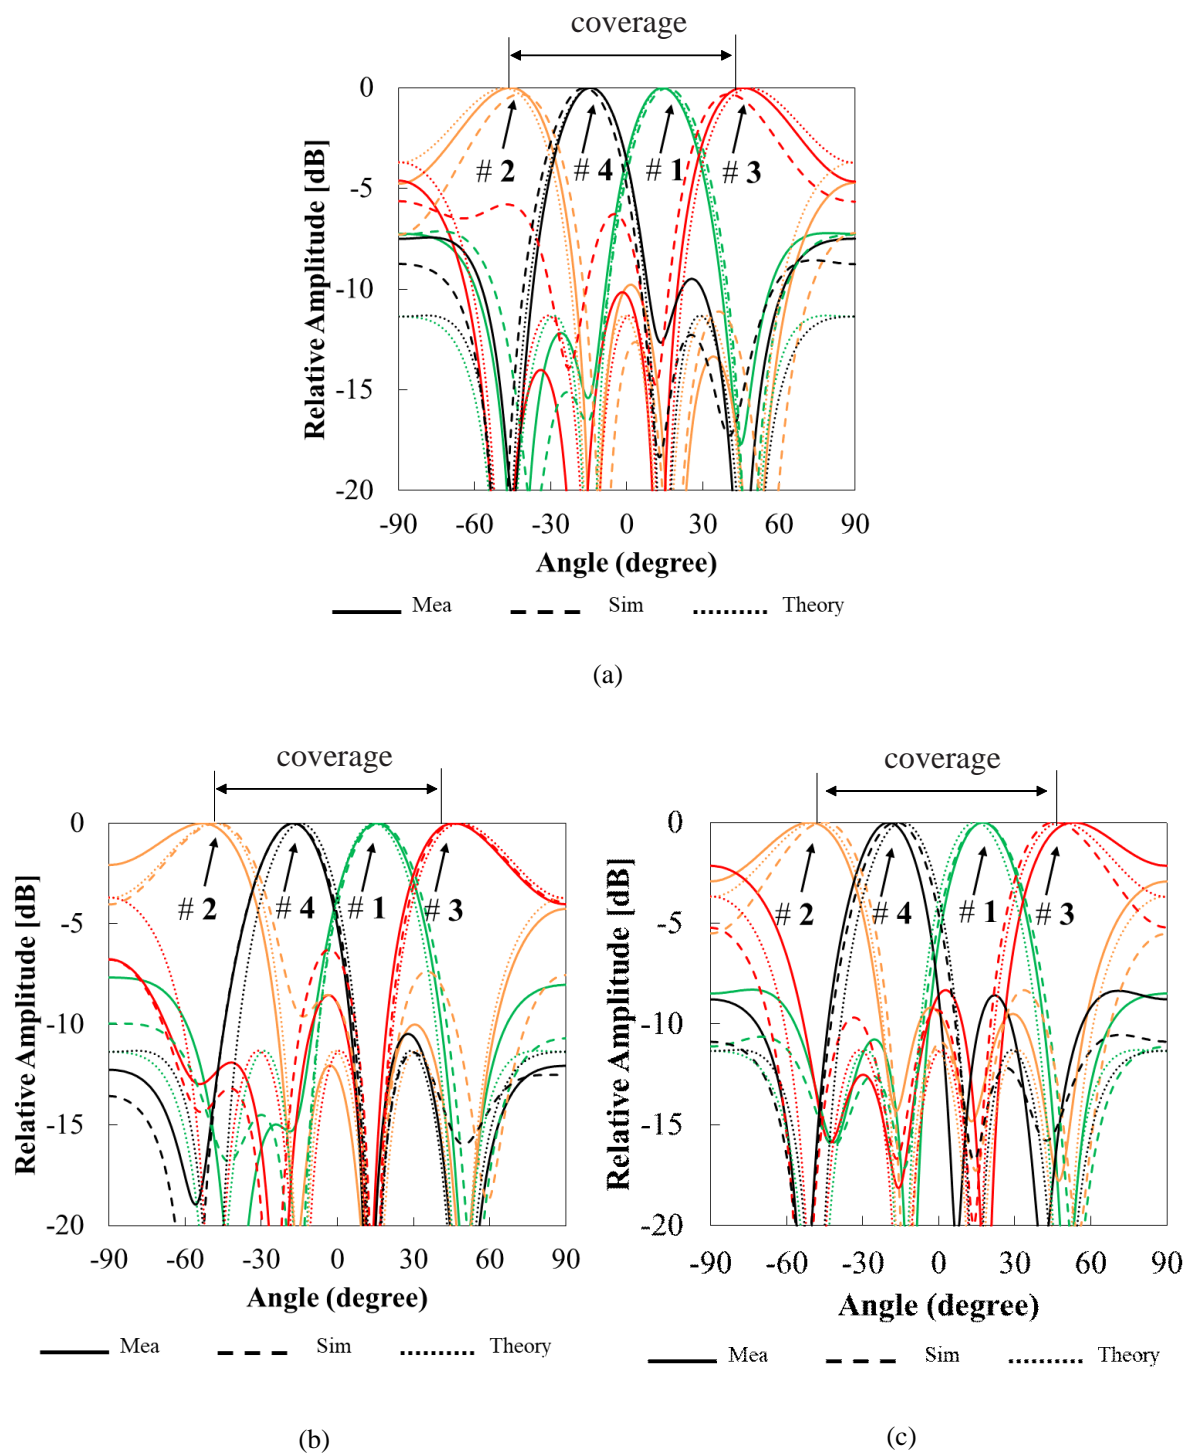 coverage
0
-5
-10
-15
-20
Relative Amplitude [dB]
# 2
# 4
# 1
# 3
-90 -60 -30 0 30 60 90
Angle (degree)
Mea Sim Theory
(a)
coverage
0
-5
-10
-15
-20
Relative Amplitude [dB]
# 2
# 4
# 1
# 3
-90 -60 -30 0 30 60 90
Angle (degree)
Mea Sim Theory
(b)
coverage
0
-5
-10
-15
-20
Relative Amplitude [dB]
# 2
# 4
# 1
# 3
-90 -60 -30 0 30 60 90
Angle (degree)
Mea Sim Theory
(c)